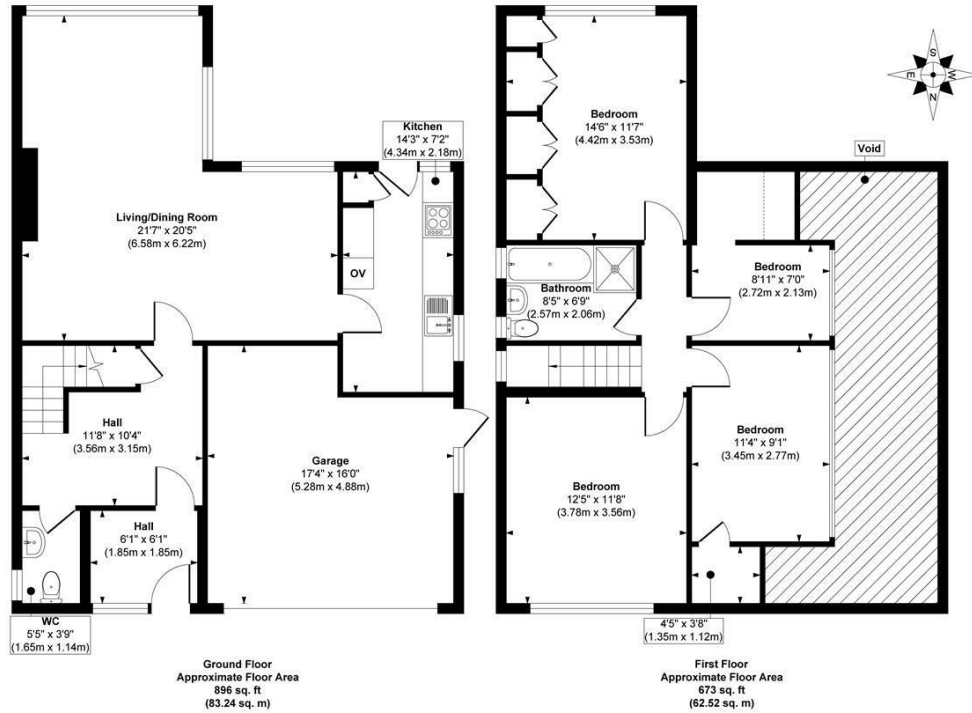 Kitchen
14'3" x 7'2"
(4.34m x 2.18m)
Living/Dining Room
21'7" x 20'5"
(6.58m x 6.22m)
OV
Hall
11'8" x 10'4"
(3.56m x 3.15m)
Garage
17'4" x 16'0"
(5.28m x 4.88m)
Hall
6'1" x 6'1"
(1.85m x 1.85m)
WC
5'5" x 3'9"
(1.65m x 1.14m)
Ground Floor
Approximate Floor Area
896 sq. ft
(83.24 sq. m)
S
E W
N
Bedroom
14'6" x 11'7"
(4.42m x 3.53m)
Void
Bedroom
8'11" x 7'0"
(2.72m x 2.13m)
Bathroom
8'5" x 6'9"
(2.57m x 2.06m)
Bedroom
11'4" x 9'1"
(3.45m x 2.77m)
Bedroom
12'5" x 11'8"
(3.78m x 3.56m)
4'5" x 3'8"
(1.35m x 1.12m)
First Floor
Approximate Floor Area
673 sq. ft
(62.52 sq. m)